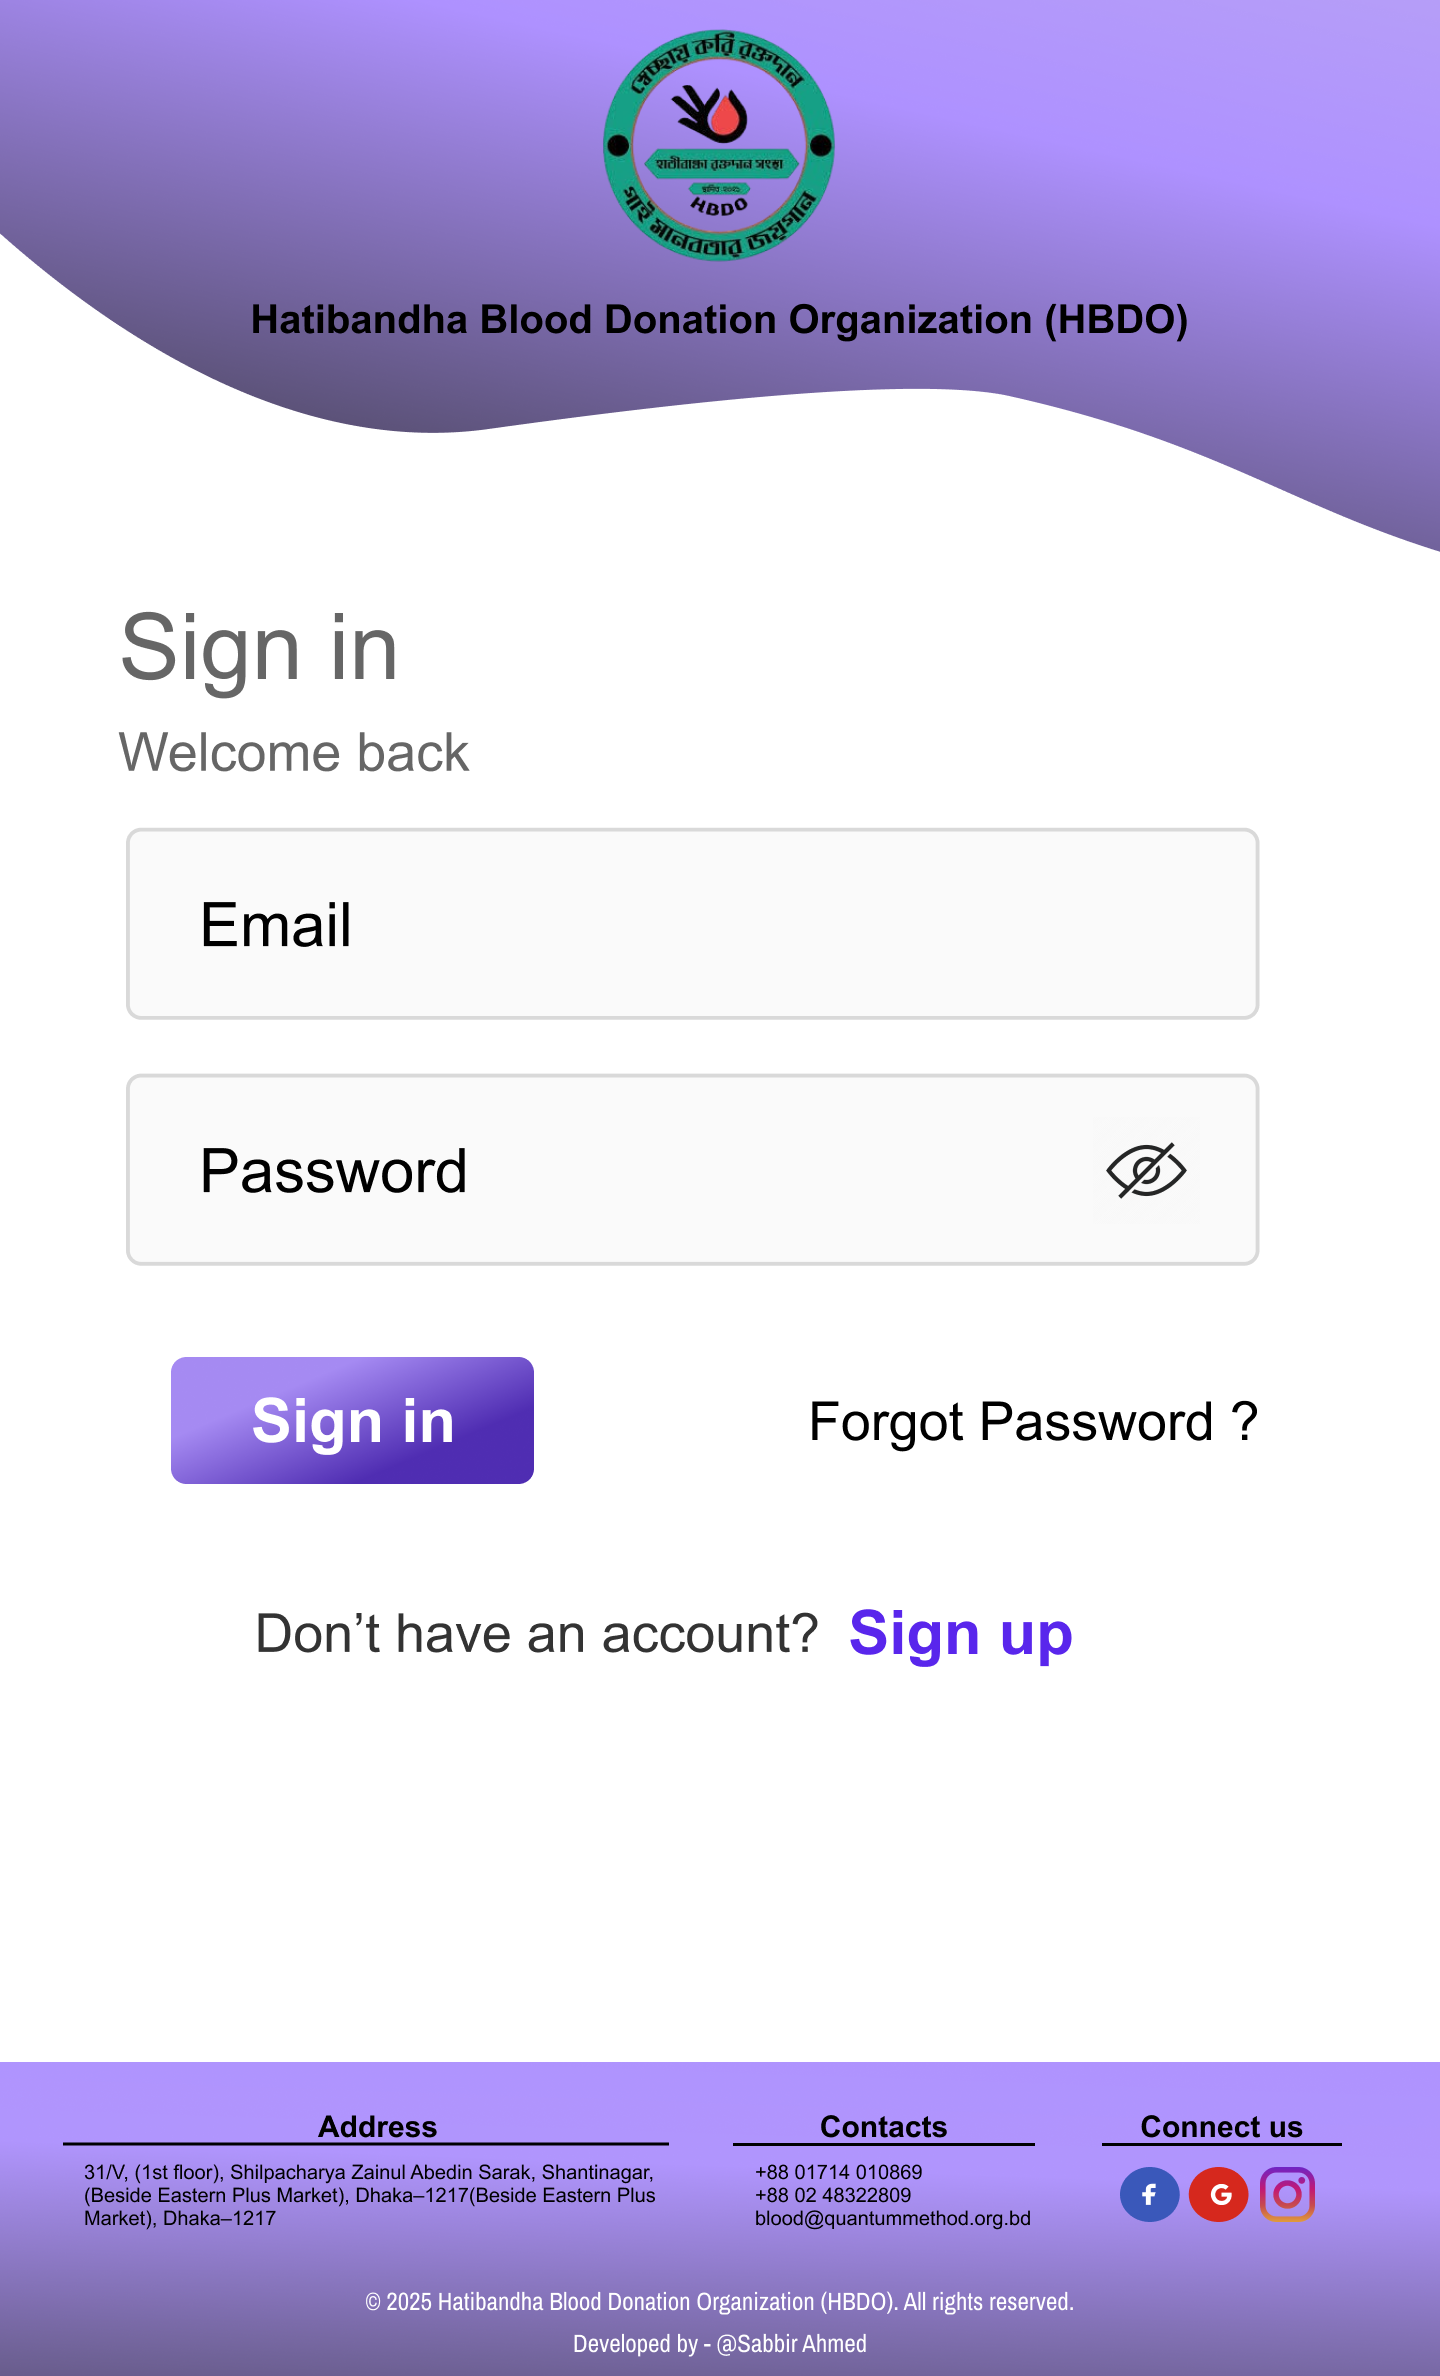 স্বেচ্ছায় করি রক্তদান
হাতীবান্ধা রক্তদান সংস্থা
স্থাপিত ২০২১
HBDO
গাই মানবতার জয়গান
Hatibandha Blood Donation Organization (HBDO)
Sign in
Welcome back
Email
Password
Sign in
Forgot Password ?
Don’t have an account? Sign up
Address
31/V, (1st floor), Shilpacharya Zainul Abedin Sarak, Shantinagar,
(Beside Eastern Plus Market), Dhaka–1217(Beside Eastern Plus
Market), Dhaka–1217
Contacts
+88 01714 010869
+88 02 48322809
blood@quantummethod.org.bd
Connect us
© 2025 Hatibandha Blood Donation Organization (HBDO). All rights reserved.
Developed by - @Sabbir Ahmed